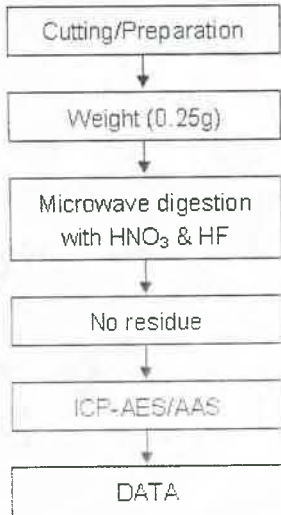 Cutting/Preparation
Weight (0.25g)
Microwave digestion
with HNO₃ & HF
No residue
ICP-AES/AAS
DATA